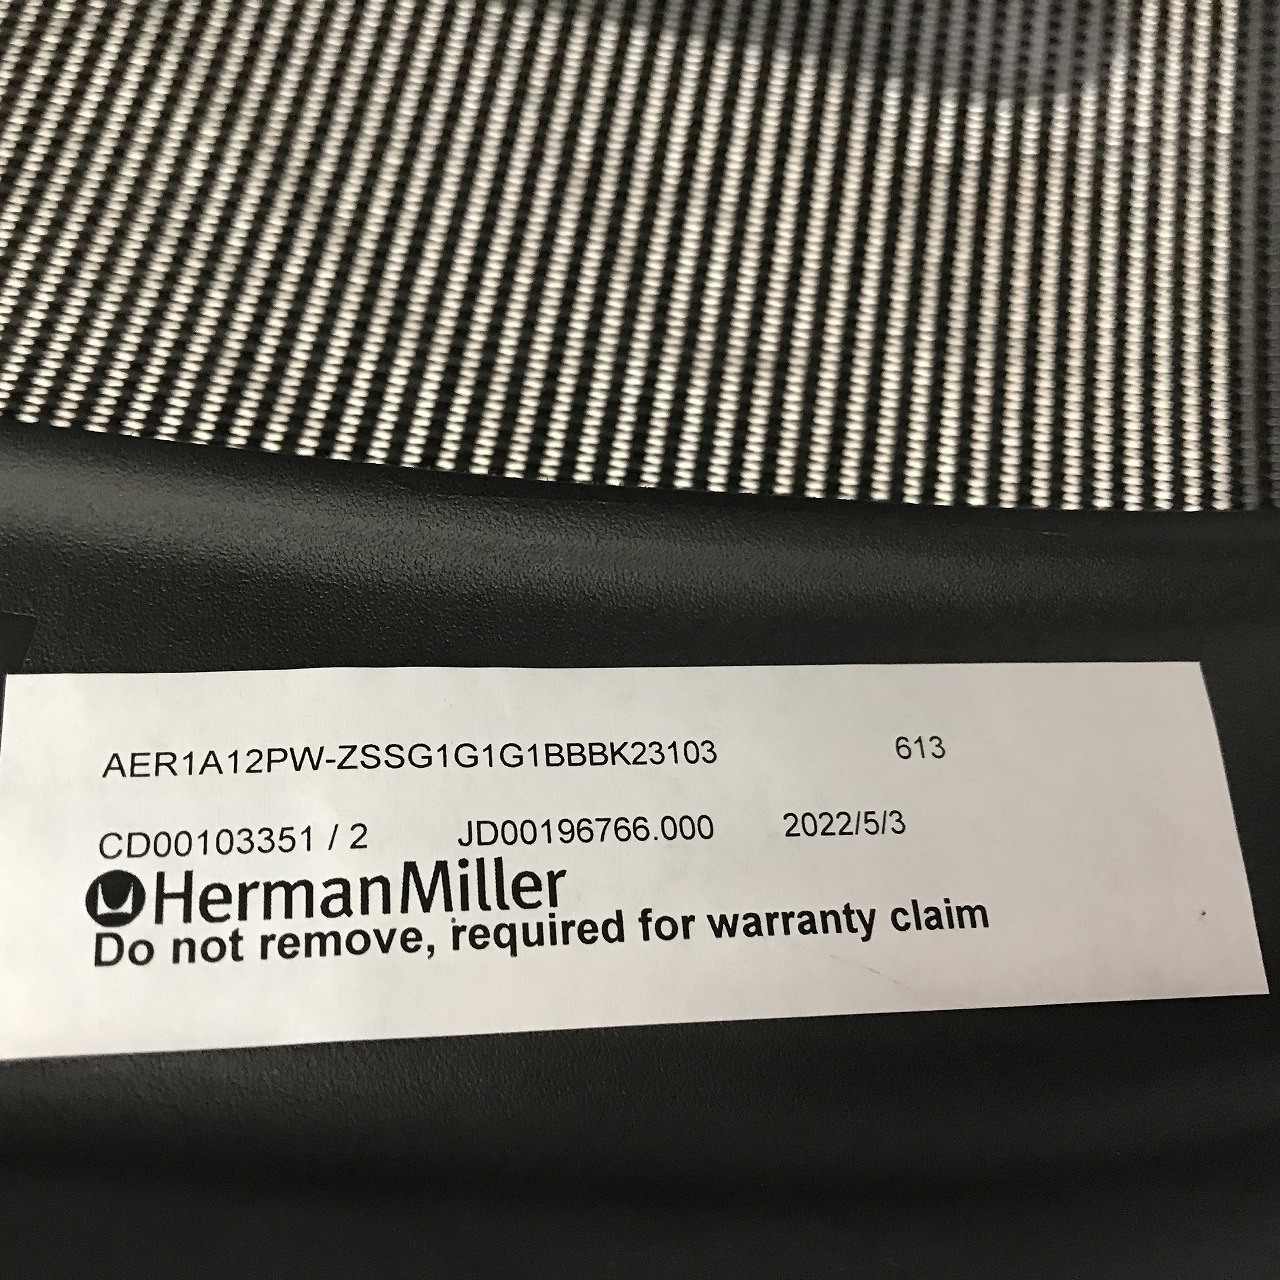 AER1A12PW-ZSSG1G1G1BBBK23103 613
CD00103351 / 2 JD00196766.000 2022/5/3
HermanMiller
Do not remove, required for warranty claim